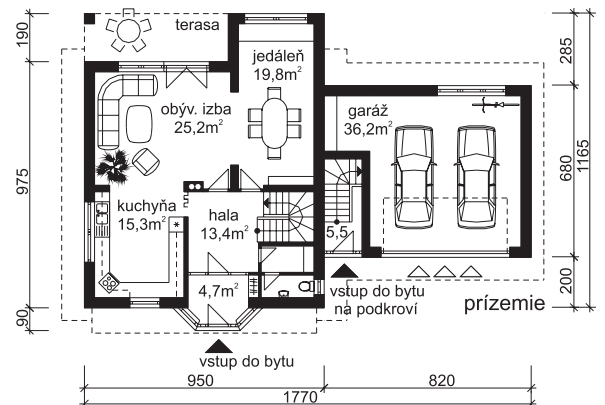 terasa
jedáleň
19,8m²
obýv. izba
25,2m²
garáž
36,2m²
kuchyňa
15,3m²
hala
13,4m²
5,5
4,7m²
vstup do bytu
na podkroví
prízemie
vstup do bytu
190
975
90
285
680
200
1165
950
820
1770